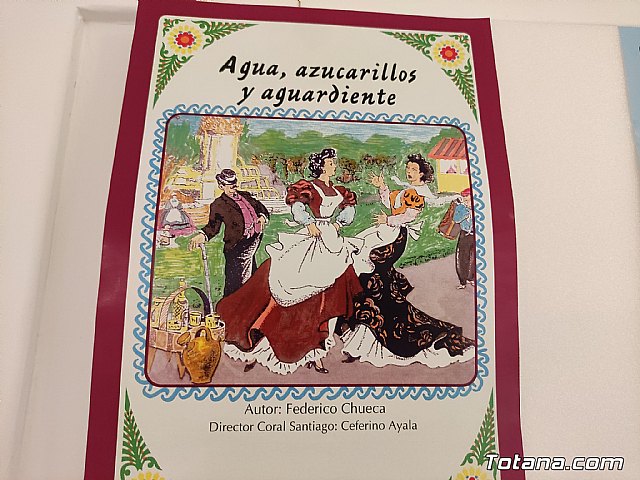 Agua, azucarillos
y aguardiente
Autor: Federico Chueca
Director Coral Santiago: Ceferino Ayala
Totana.com